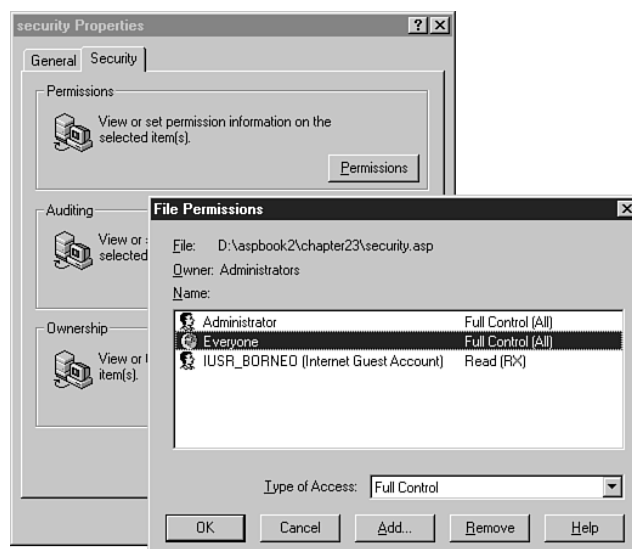 security Properties
General Security
Permissions
View or set permission information on the
selected item(s).
Permissions
Auditing
View or
selected
Ownership
View or
item(s).
File Permissions
File: D:\aspbook2\chapter23\security.asp
Owner: Administrators
Name:
Administrator Full Control (All)
Everyone Full Control (All)
IUSR_BORNEO (Internet Guest Account) Read (RX)
Type of Access: Full Control
OK Cancel Add... Remove Help